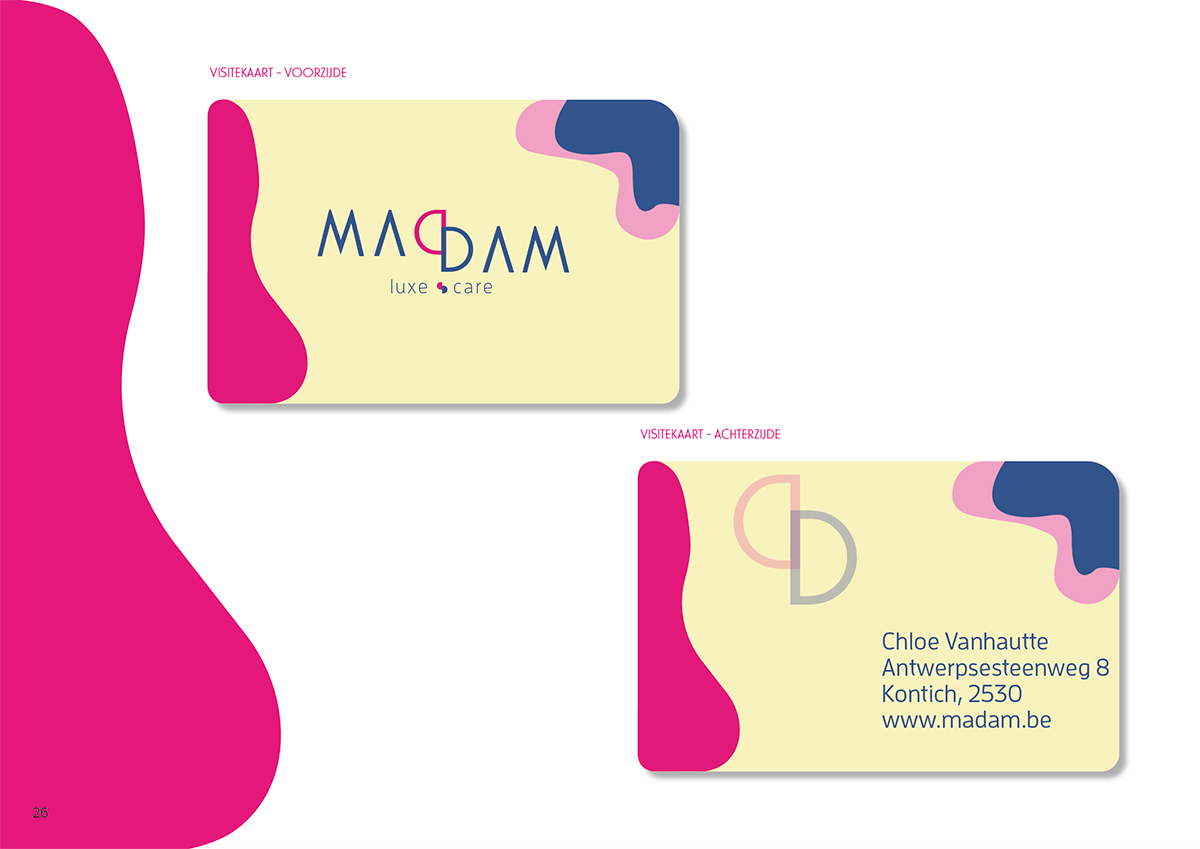 VISITEKAART - VOORZIJDE
MADDAM
luxe care
VISITEKAART - ACHTERZIJDE
Chloe Vanhautte
Antwerpsesteenweg 8
Kontich, 2530
www.madam.be
26